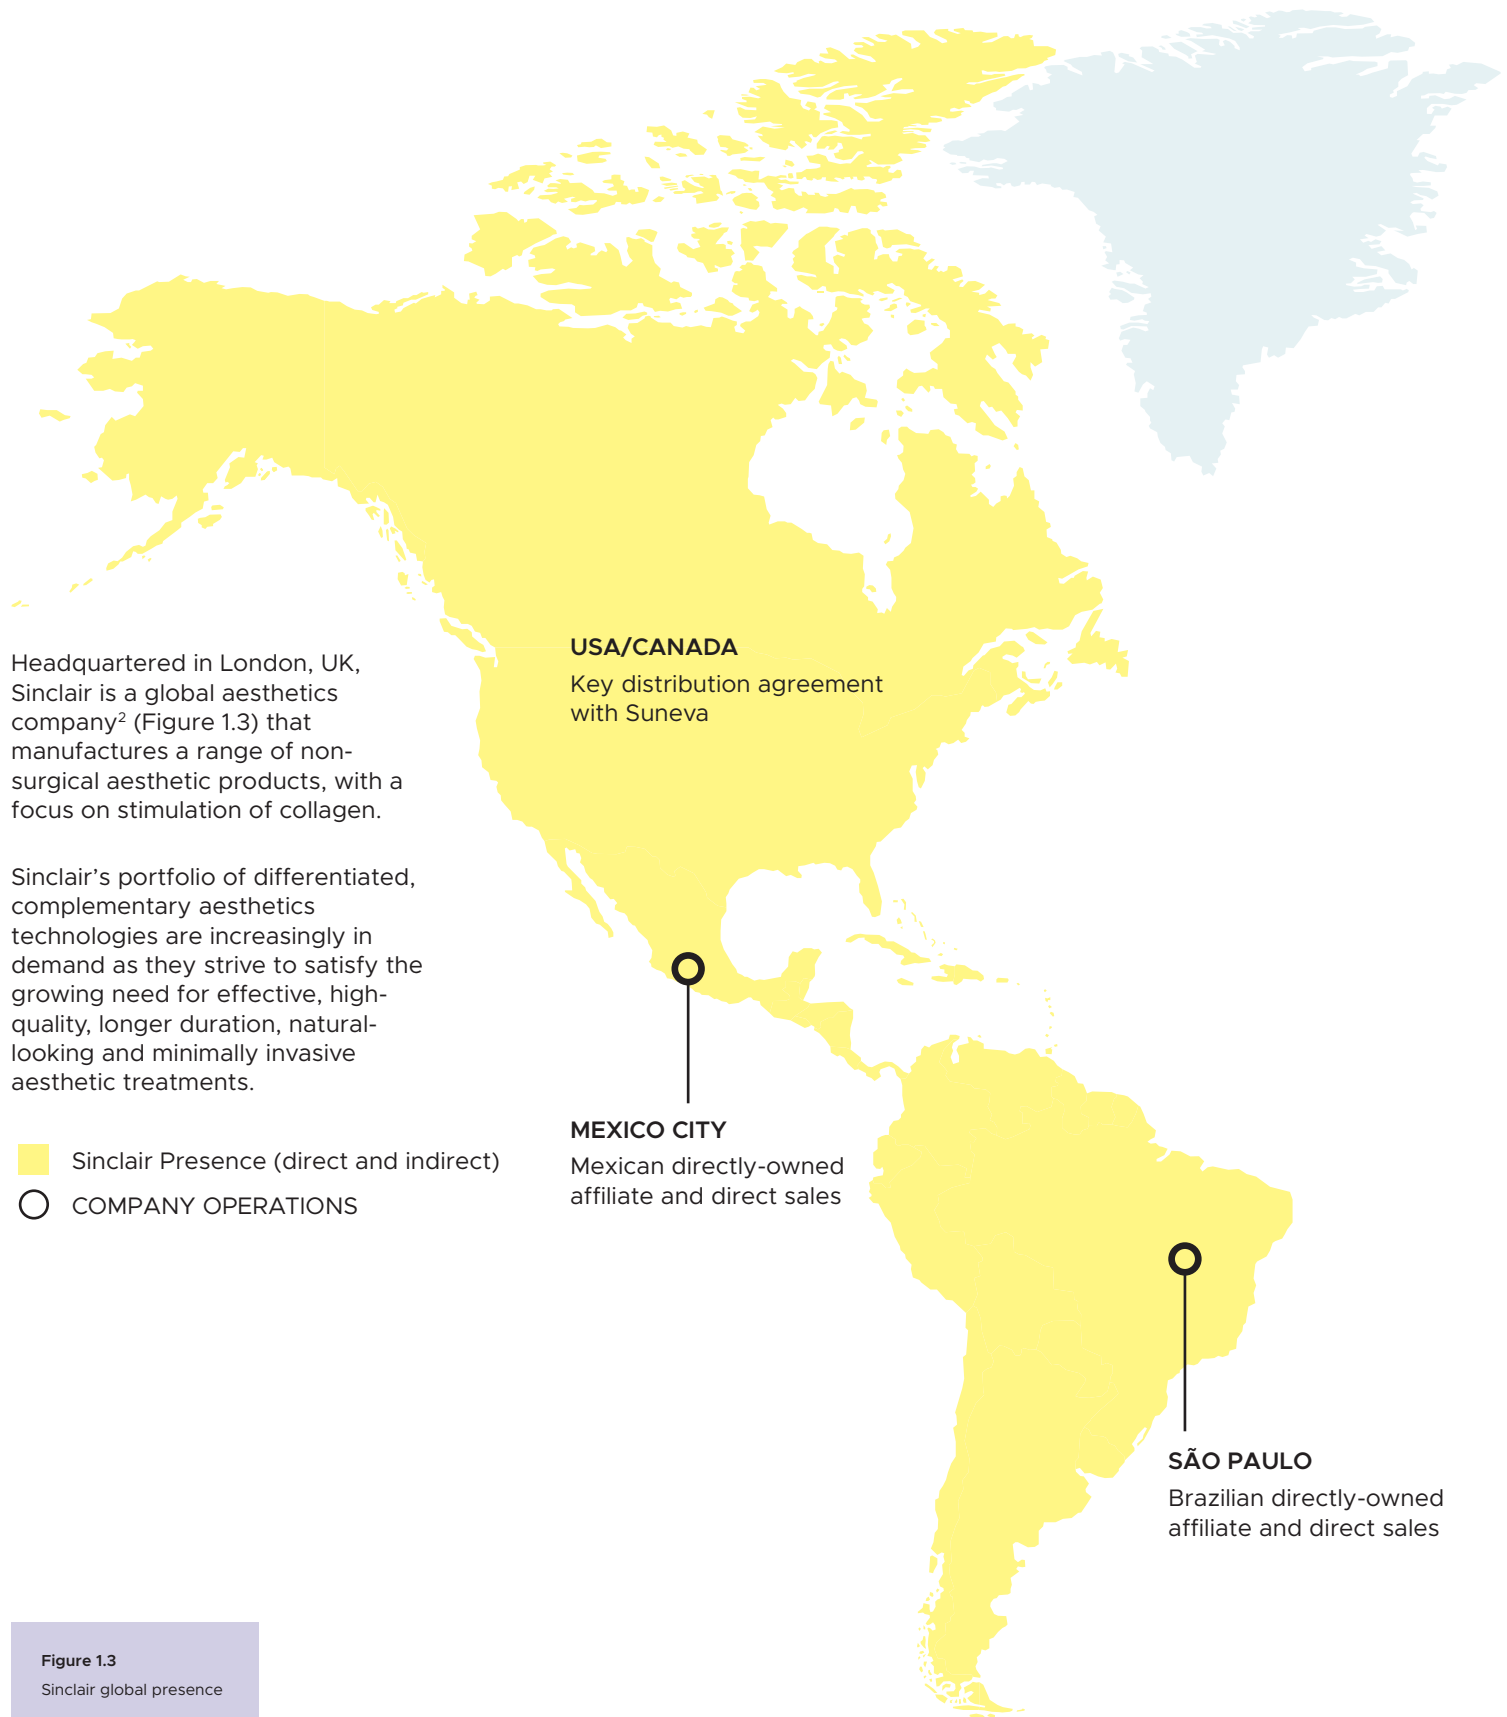 Headquartered in London, UK,
Sinclair is a global aesthetics
company² (Figure 1.3) that
manufactures a range of non-
surgical aesthetic products, with a
focus on stimulation of collagen.
Sinclair’s portfolio of differentiated,
complementary aesthetics
technologies are increasingly in
demand as they strive to satisfy the
growing need for effective, high-
quality, longer duration, natural-
looking and minimally invasive
aesthetic treatments.
Sinclair Presence (direct and indirect)
COMPANY OPERATIONS
USA/CANADA
Key distribution agreement
with Suneva
MEXICO CITY
Mexican directly-owned
affiliate and direct sales
SÃO PAULO
Brazilian directly-owned
affiliate and direct sales
Figure 1.3
Sinclair global presence